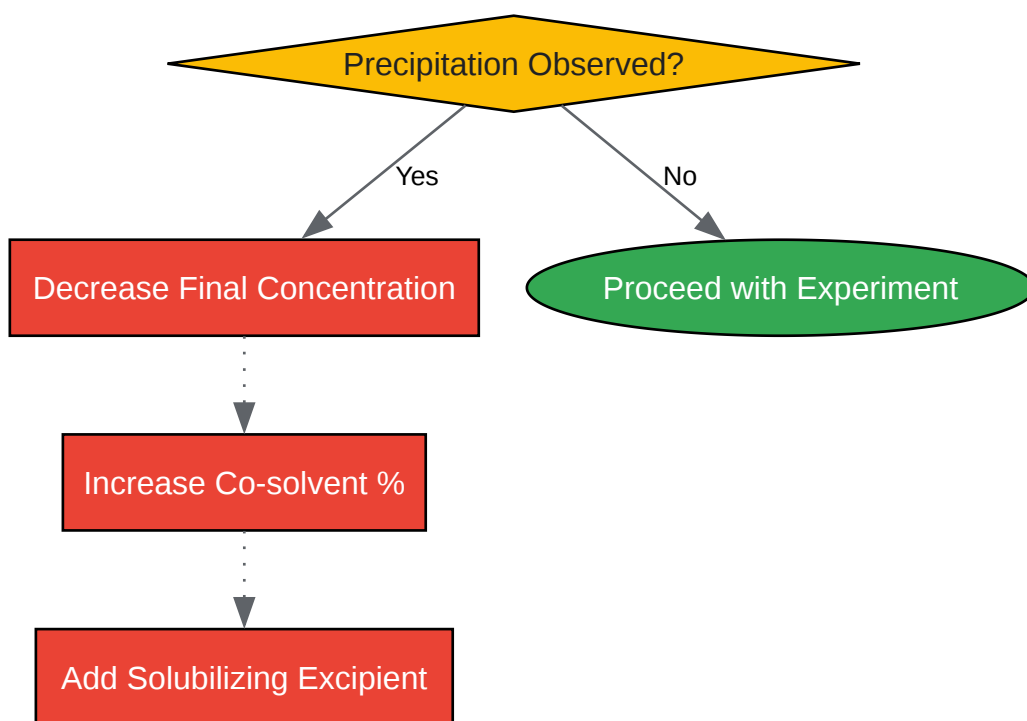 Precipitation Observed?
Yes
No
Decrease Final Concentration
Proceed with Experiment
Increase Co-solvent %
Add Solubilizing Excipient